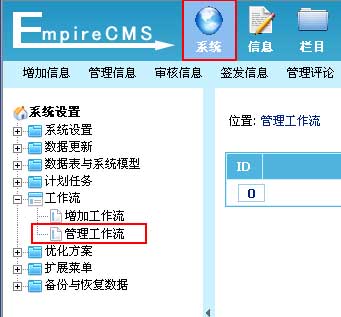 EmpireCMS
系统 信息 栏目
增加信息 管理信息 审核信息 签发信息 管理评论
系统设置
系统设置
数据更新
数据表与系统模型
计划任务
工作流
增加工作流
管理工作流
优化方案
扩展菜单
备份与恢复数据
位置: 管理工作流
ID
0